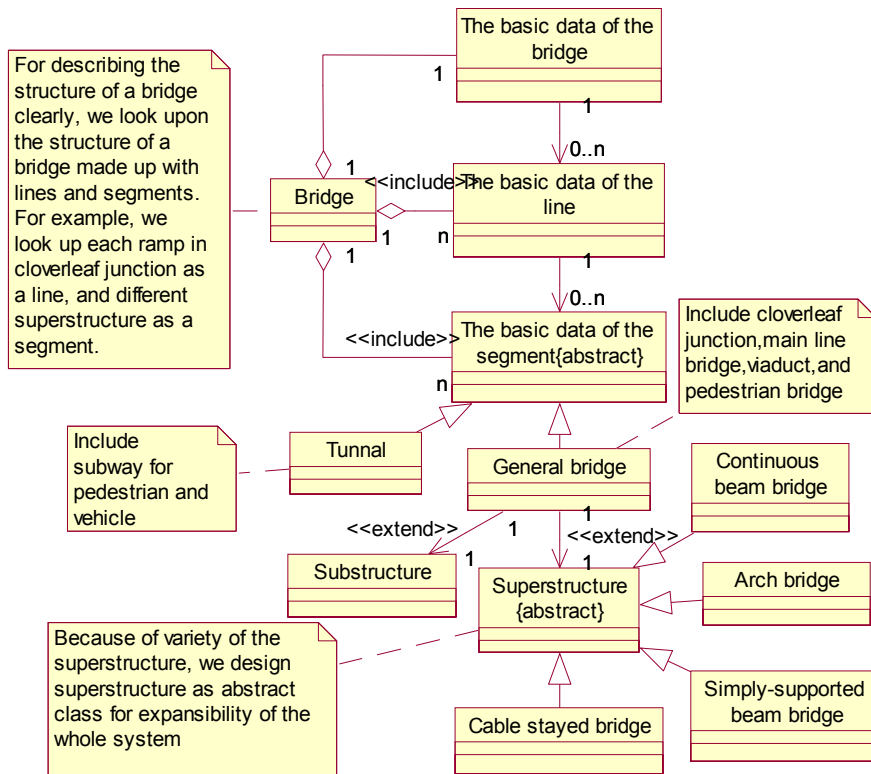 The basic data of the
bridge
1
1
For describing the
structure of a bridge
clearly, we look upon
the structure of a
bridge made up with
lines and segments.
For example, we
look up each ramp in
cloverleaf junction as
a line, and different
superstructure as a
segment.
0..n
1
<<include>>
The basic data of the
line
Bridge
1
n
1
1
0..n
<<include>>
The basic data of the
segment{abstract}
n
Include cloverleaf
junction,main line
bridge,viaduct,and
pedestrian bridge
Include
subway for
pedestrian and
vehicle
Tunnal
General bridge
Continuous
beam bridge
<<extend>>
1
1
<<extend>>
1
1
Substructure
Superstructure
{abstract}
Arch bridge
Because of variety of the
superstructure, we design
superstructure as abstract
class for expansibility of the
whole system
Cable stayed bridge
Simply-supported
beam bridge